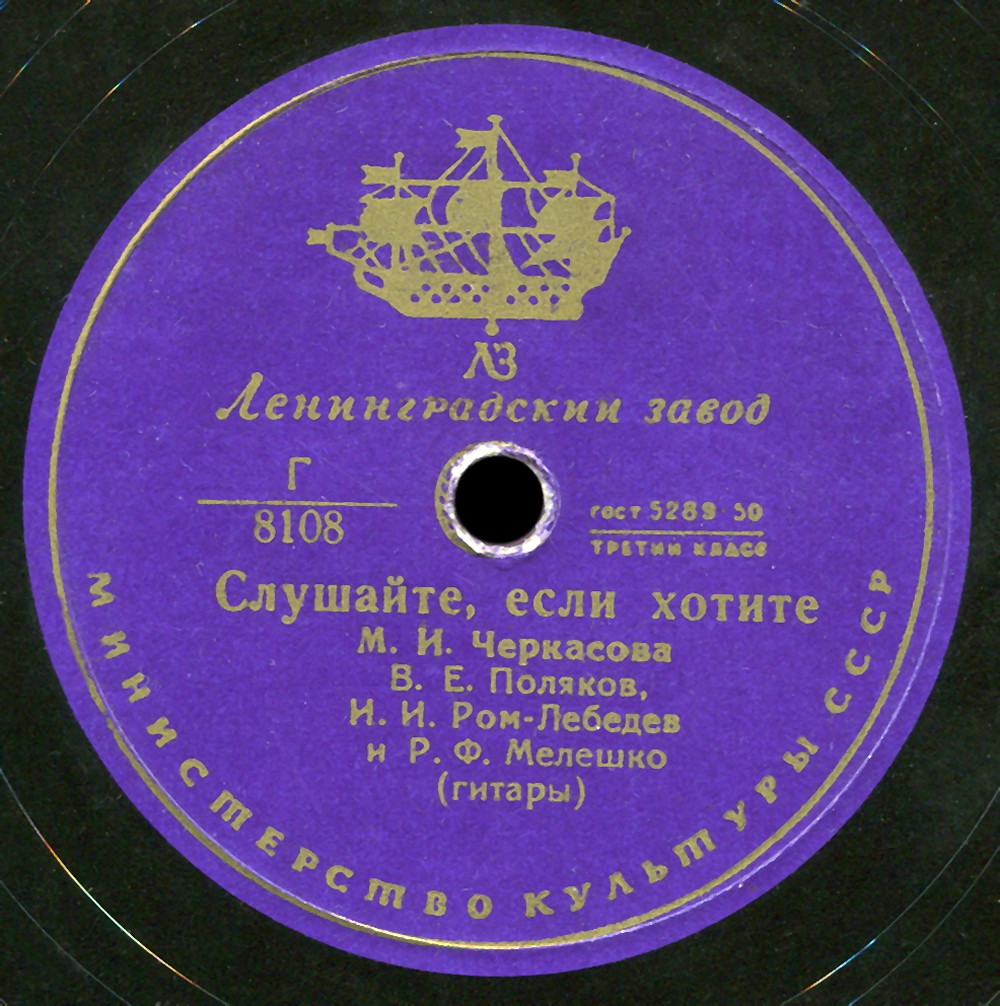 ЛЗ
Ленинградский завод
Г
8108
гост 5289-50
третий класс
Слушайте, если хотите
М. И. Черкасова
В. Е. Поляков,
И. И. Ром-Лебедев
и Р. Ф. Мелешко
(гитары)
МИНИСТЕРСТВО КУЛЬТУРЫ СССР